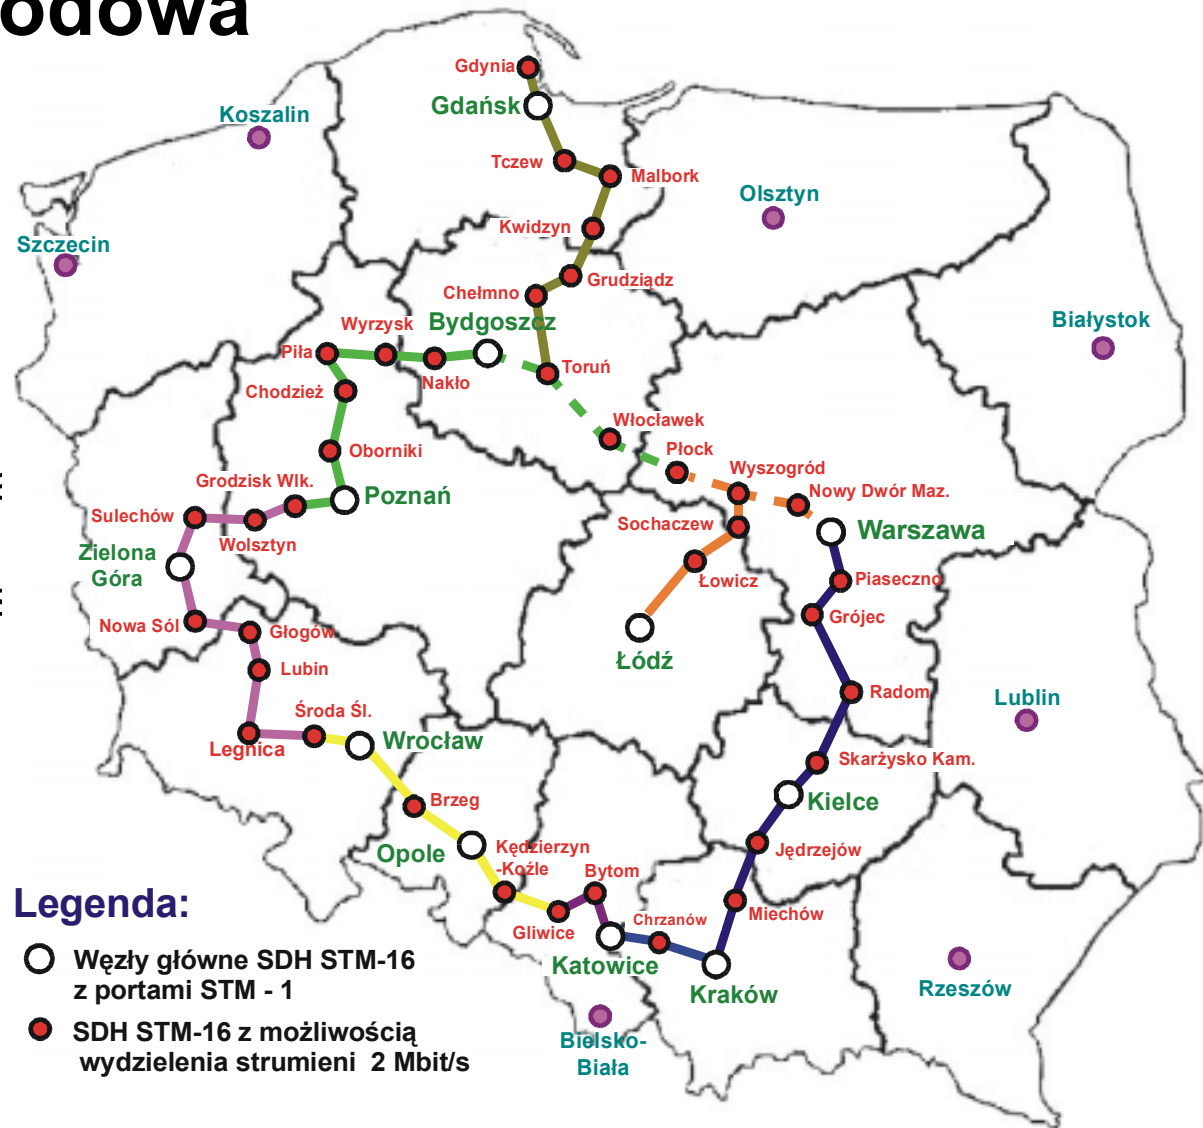 odowa
Gdynia
Gdańsk
Koszalin
Tczew
Malbork
Olsztyn
Kwidzyn
Szczecin
Grudziądz
Chełmno
Wyrzysk
Bydgoszcz
Białystok
Piła
Toruń
Nakło
Chodzież
Włocławek
Oborniki
Płock
Wyszogród
Grodzisk Wlk.
Poznań
Nowy Dwór Maz.
Sulechów
Sochaczew
Warszawa
Wolsztyn
Zielona
Góra
Łowicz
Piaseczno
Grójec
Nowa Sól
Głogów
Łódź
Lubin
Radom
Lublin
Środa Śl.
Legnica
Wrocław
Skarżysko Kam.
Brzeg
Kielce
Opole
Kędzierzyn
-Koźle
Jędrzejów
Bytom
Legenda:
Gliwice
Chrzanów
Miechów
Węzły główne SDH STM-16
z portami STM - 1
Katowice
Kraków
Rzeszów
SDH STM-16 z możliwością
wydzielenia strumieni 2 Mbit/s
Bielsko-
Biała